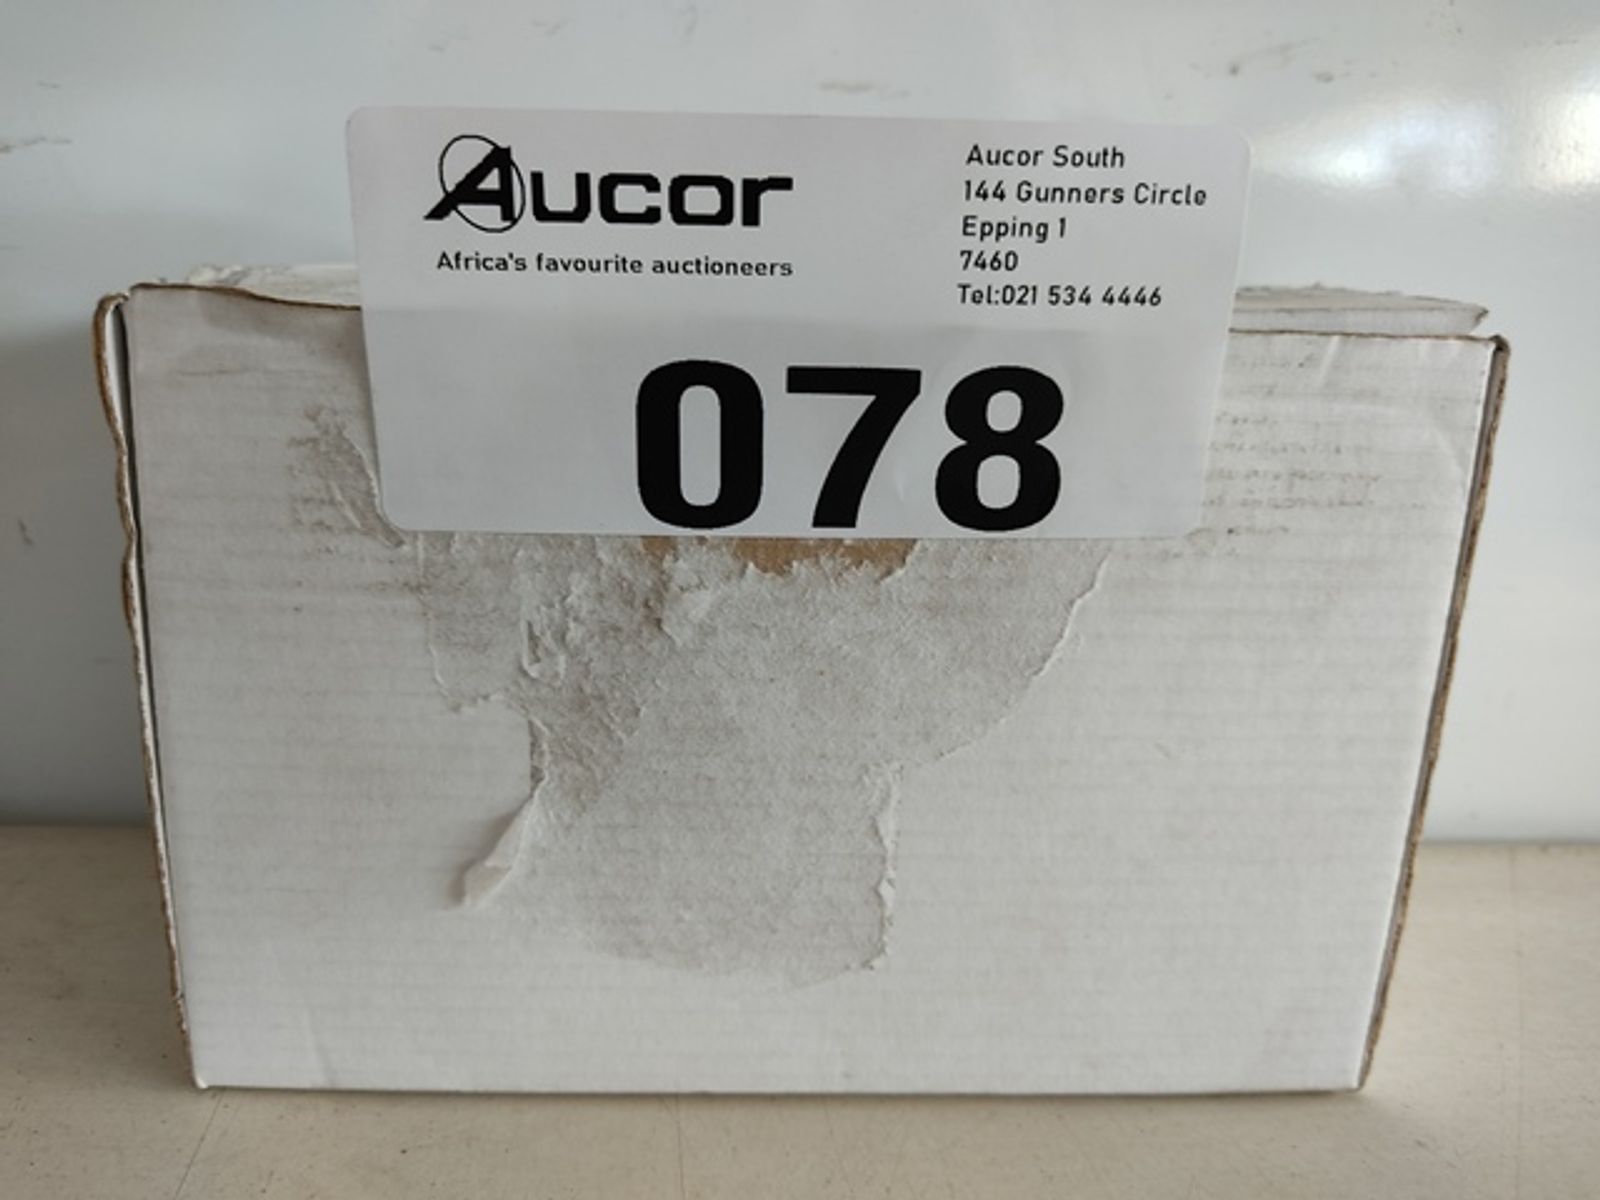 Aucor
Africa's favourite auctioneers
Aucor South
144 Gunners Circle
Epping 1
7460
Tel:021 534 4446
078